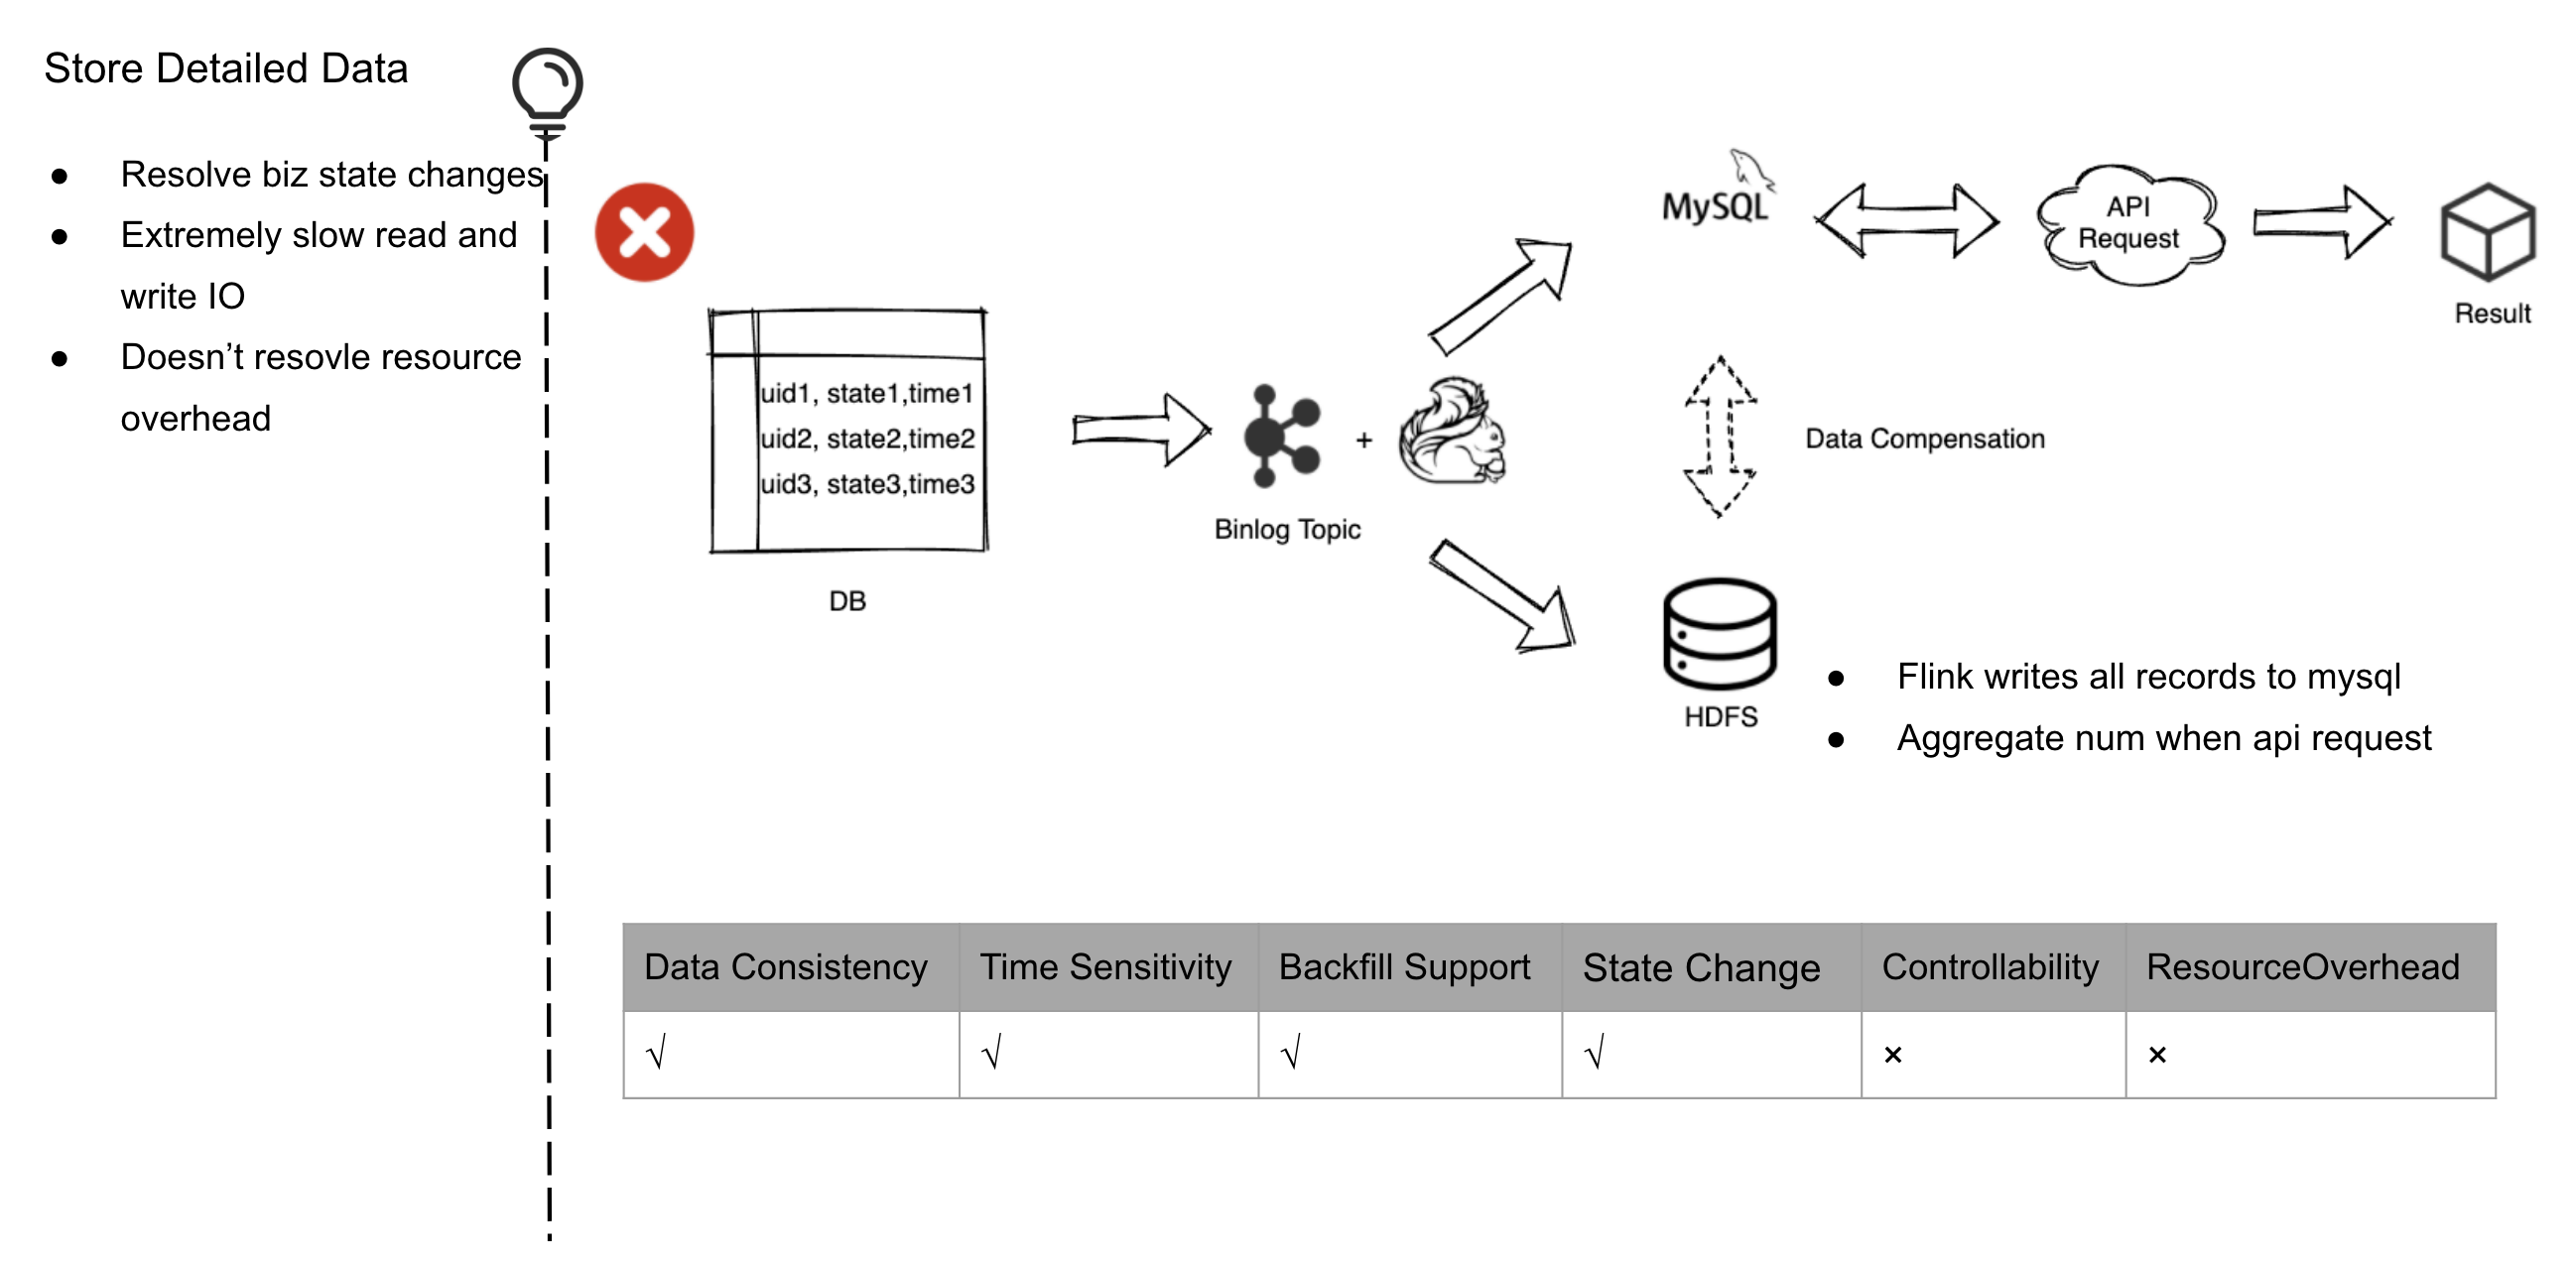 Store Detailed Data
● Resolve biz state changes
● Extremely slow read and
write IO
● Doesn’t resovle resource
overhead
uid1, state1,time1
uid2, state2,time2
uid3, state3,time3
DB
+
Binlog Topic
MySQL
API
Request
Result
Data Compensation
HDFS
● Flink writes all records to mysql
● Aggregate num when api request
Data Consistency Time Sensitivity Backfill Support State Change Controllability ResourceOverhead
√ √ √ √ × ×